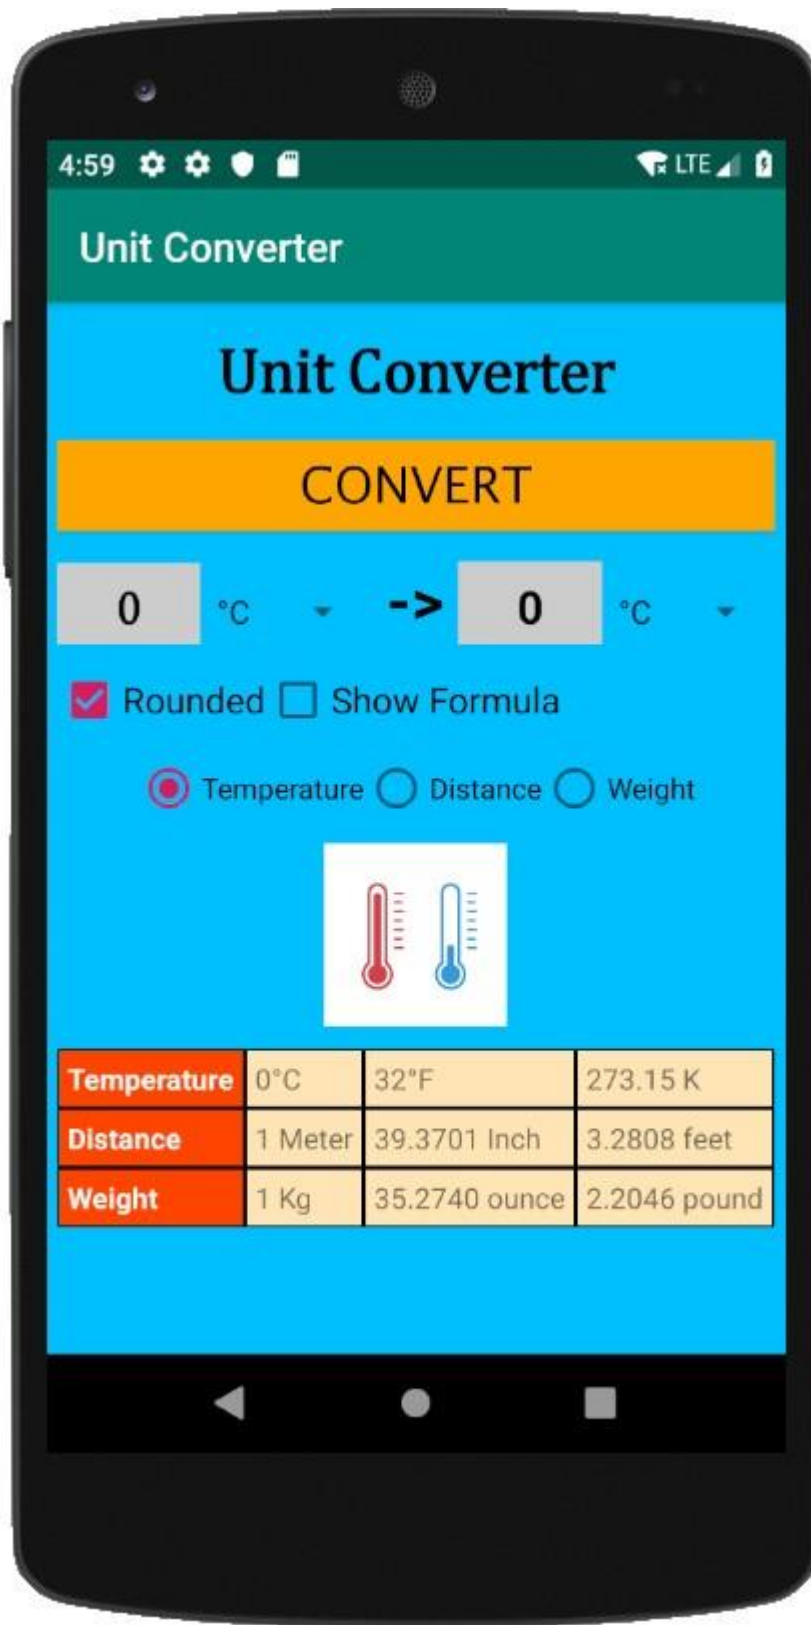 4:59 LTE
Unit Converter
Unit Converter
CONVERT
0 °C -> 0 °C
Rounded Show Formula
Temperature Distance Weight
Temperature 0°C 32°F 273.15 K
Distance 1 Meter 39.3701 Inch 3.2808 feet
Weight 1 Kg 35.2740 ounce 2.2046 pound